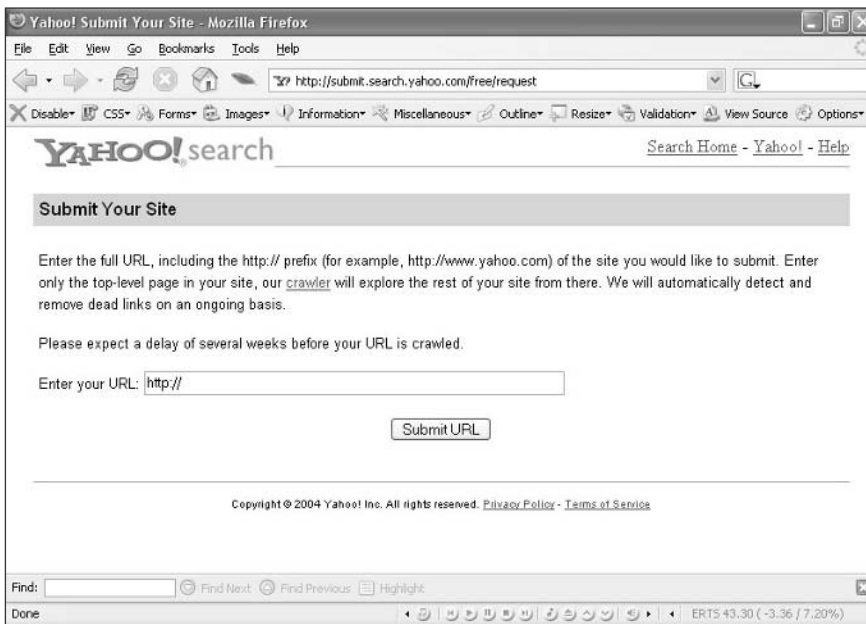 Yahoo! Submit Your Site - Mozilla Firefox
File Edit View Go Bookmarks Tools Help
Y? http://submit.search.yahoo.com/free/request G
Disable CSS Forms Images Information Miscellaneous Outline Resize Validation View Source Options
YAHOO! search Search Home - Yahoo! - Help
Submit Your Site
Enter the full URL, including the http:// prefix (for example, http://www.yahoo.com) of the site you would like to submit. Enter
only the top-level page in your site, our crawler will explore the rest of your site from there. We will automatically detect and
remove dead links on an ongoing basis.
Please expect a delay of several weeks before your URL is crawled.
Enter your URL: http://
Submit URL
Copyright © 2004 Yahoo! Inc. All rights reserved. Privacy Policy - Terms of Service
Find: Find Next Find Previous Highlight
Done ERTS 43.30 ( -3.36 / 7.20%)